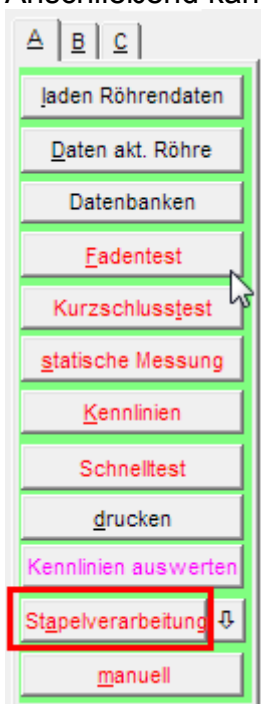 Anschließend kan
A B C
laden Röhrendaten
Daten akt. Röhre
Datenbanken
Fadentest
Kurzschlusstest
statische Messung
Kennlinien
Schnelltest
drucken
Kennlinien auswerten
Stapelverarbeitung ⇩
manuell